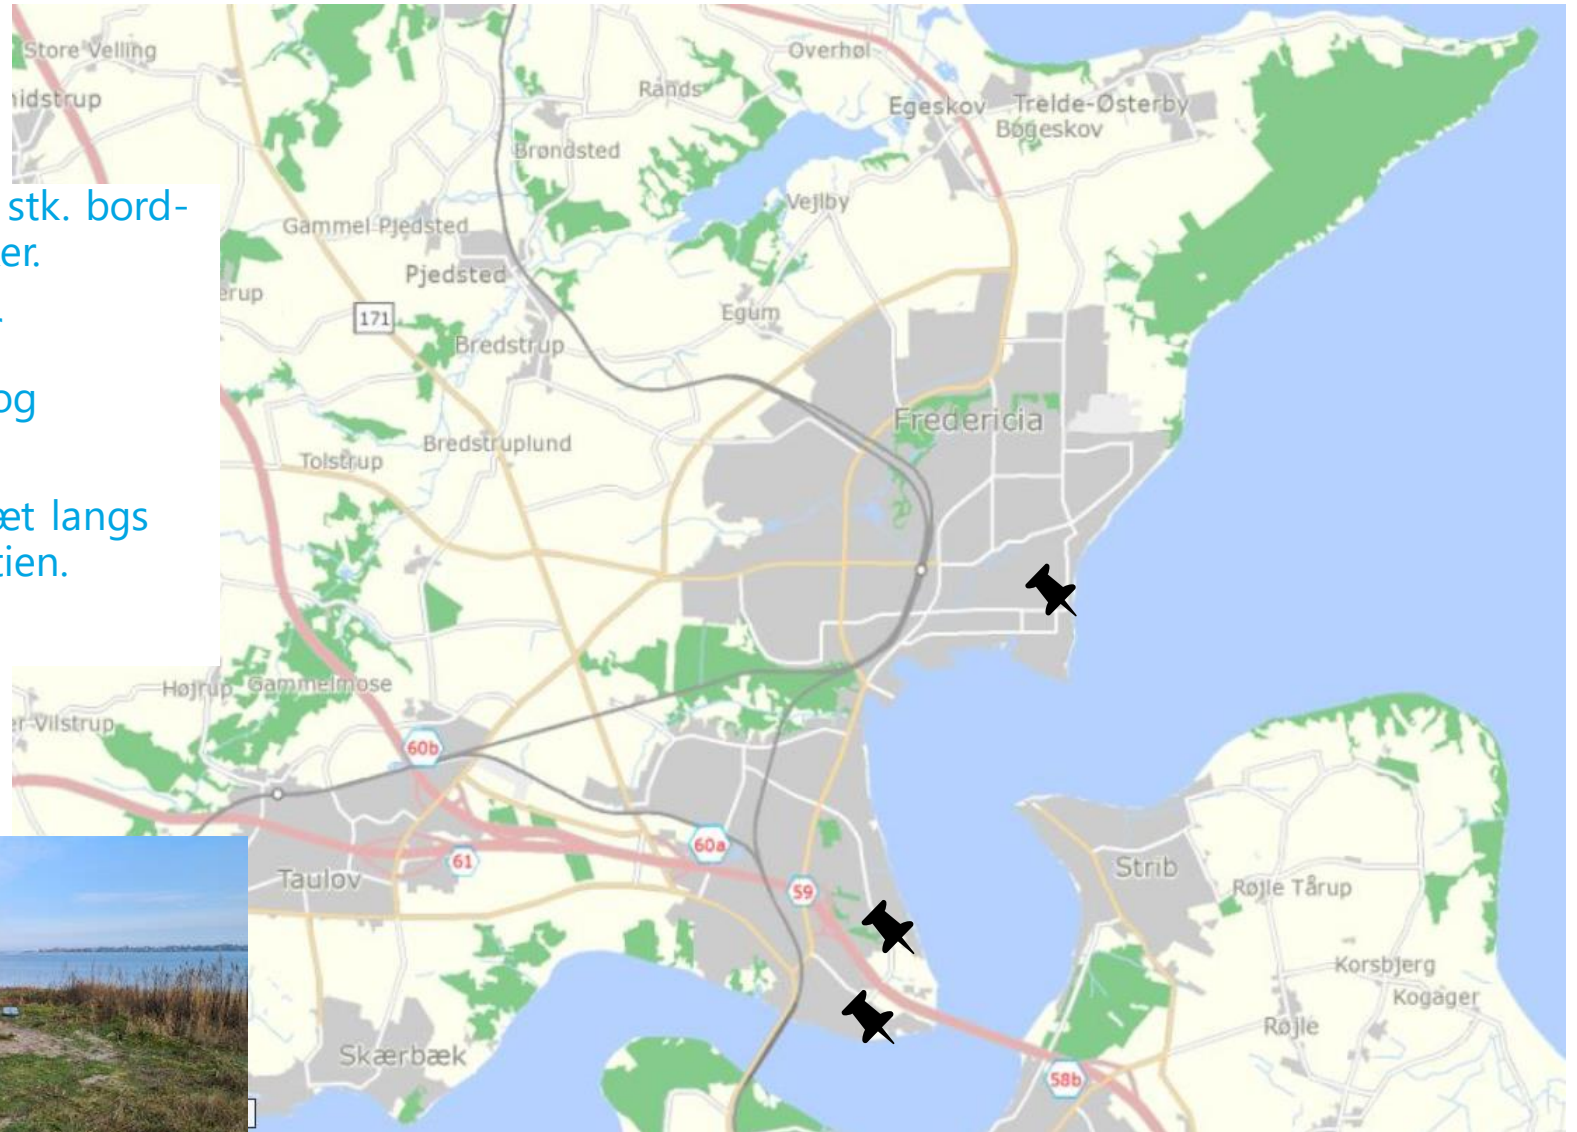 stk. bord-
er.
og
langs
tien.
Store Velling
Overhøl
Rands
Egeskov
Trelde-Østerby
Bøgeskov
Brøndsted
Vejlby
Gammel Pjedsted
Pjedsted
171
Egum
Bredstrup
Fredericia
Bredstruplund
Tolstrup
Højrup
Gammelmose
60b
60a
61
59
Taulov
Strib
Røjle Tårup
Korsbjerg
Kogager
Røjle
Skærbæk
58b